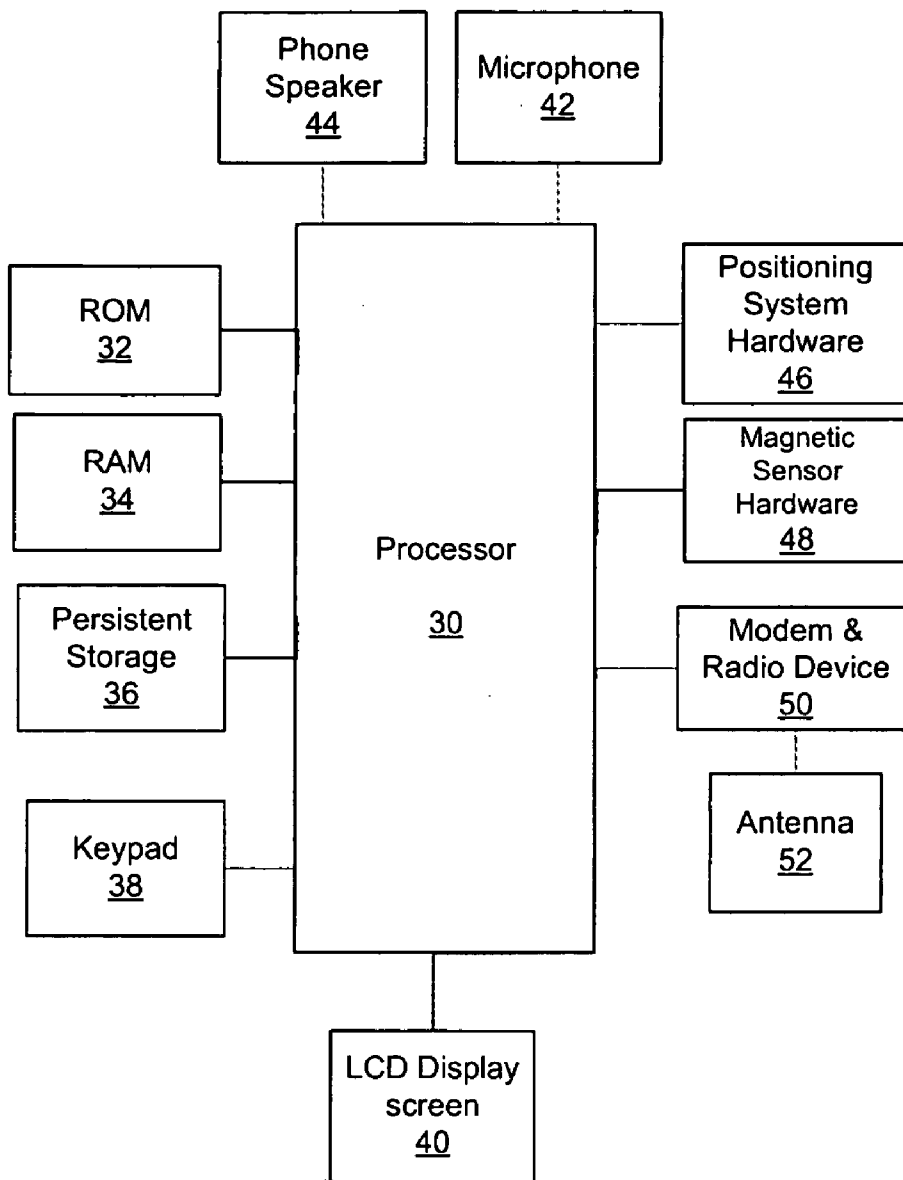 Phone
Speaker
44
Microphone
42
ROM
32
RAM
34
Persistent
Storage
36
Keypad
38
Processor
30
Positioning
System
Hardware
46
Magnetic
Sensor
Hardware
48
Modem &
Radio Device
50
Antenna
52
LCD Display
screen
40